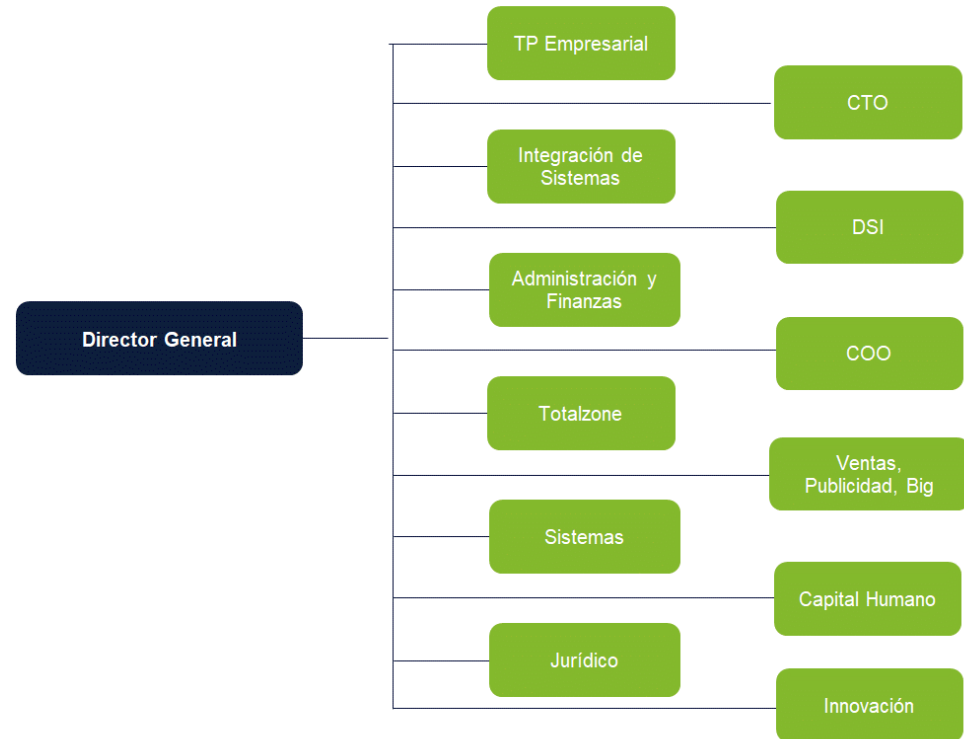 TP Empresarial
CTO
Integración de
Sistemas
DSI
Administración y
Finanzas
Director General
COO
Totalzone
Ventas,
Publicidad, Big
Sistemas
Capital Humano
Jurídico
Innovación